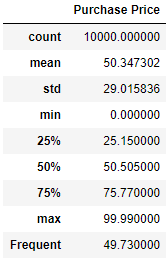 Purchase Price
count 10000.000000
mean 50.347302
std 29.015836
min 0.000000
25% 25.150000
50% 50.505000
75% 75.770000
max 99.990000
Frequent 49.730000